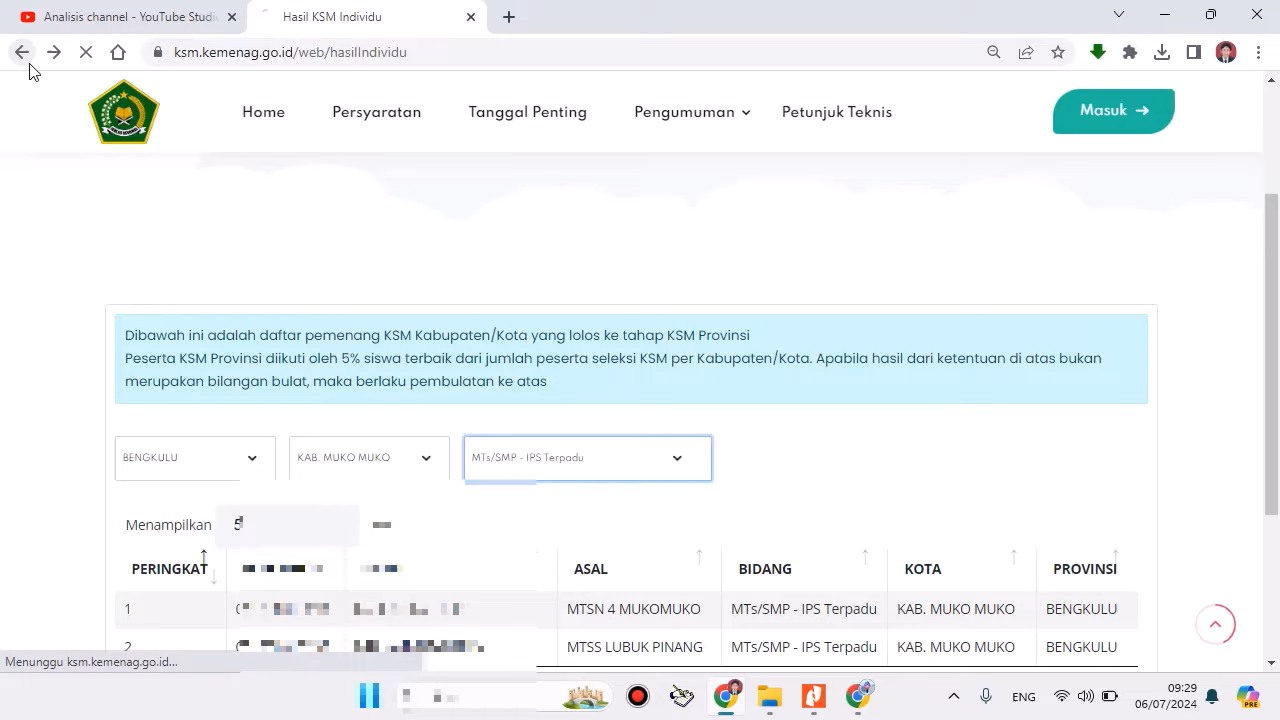 Analisis channel - YouTube Studi
Hasil KSM Individu
ksm.kemenag.go.id/web/hasilIndividu
Home
Persyaratan
Tanggal Penting
Pengumuman
Petunjuk Teknis
Masuk
Dibawah ini adalah daftar pemenang KSM Kabupaten/Kota yang lolos ke tahap KSM Provinsi
Peserta KSM Provinsi diikuti oleh 5% siswa terbaik dari jumlah peserta seleksi KSM per Kabupaten/Kota. Apabila hasil dari ketentuan di atas bukan
merupakan bilangan bulat, maka berlaku pembulatan ke atas
BENGKULU
KAB. MUKO MUKO
MTs/SMP - IPS Terpadu
Menampilkan
PERINGKAT
ASAL
BIDANG
KOTA
PROVINSI
1 MTSN 4 MUKOMUKO MTs/SMP - IPS Terpadu KAB. MUKO MUKO BENGKULU
2 MTSS LUBUK PINANG MTs/SMP - IPS Terpadu KAB. MUKO MUKO BENGKULU
Menunggu ksm.kemenag.go.id...
ENG
09:29
06/07/2024
PRE